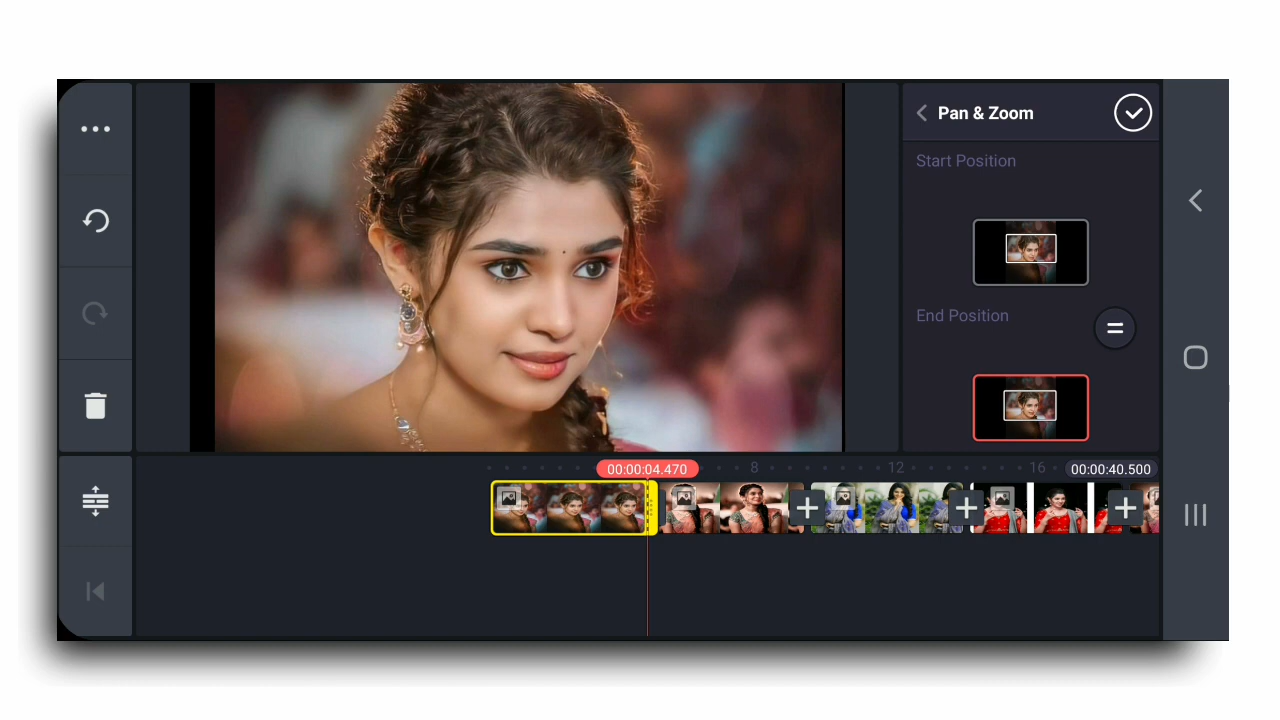 Pan & Zoom
Start Position
End Position
00:00:04.470
8
12
16
00:00:40.500